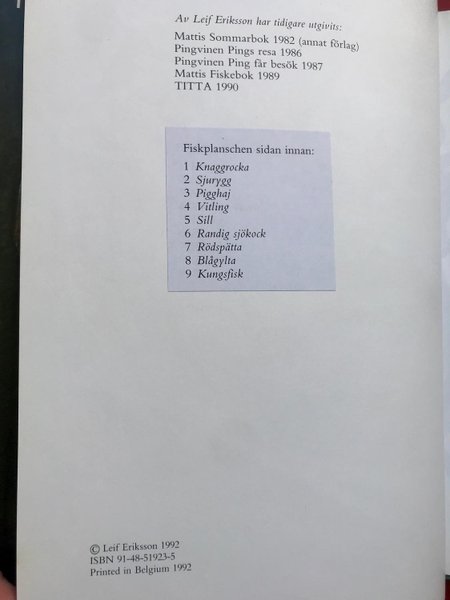 Av Leif Eriksson har tidigare utgivits:
Mattis Sommarbok 1982 (annat förlag)
Pingvinen Pings resa 1986
Pingvinen Ping får besök 1987
Mattis Fiskebok 1989
TITTA 1990
Fiskplanschen sidan innan:
1 Knaggrocka
2 Sjurygg
3 Pigghaj
4 Vitling
5 Sill
6 Randig sjökock
7 Rödspätta
8 Blågylta
9 Kungsfisk
© Leif Eriksson 1992
ISBN 91-48-51923-5
Printed in Belgium 1992